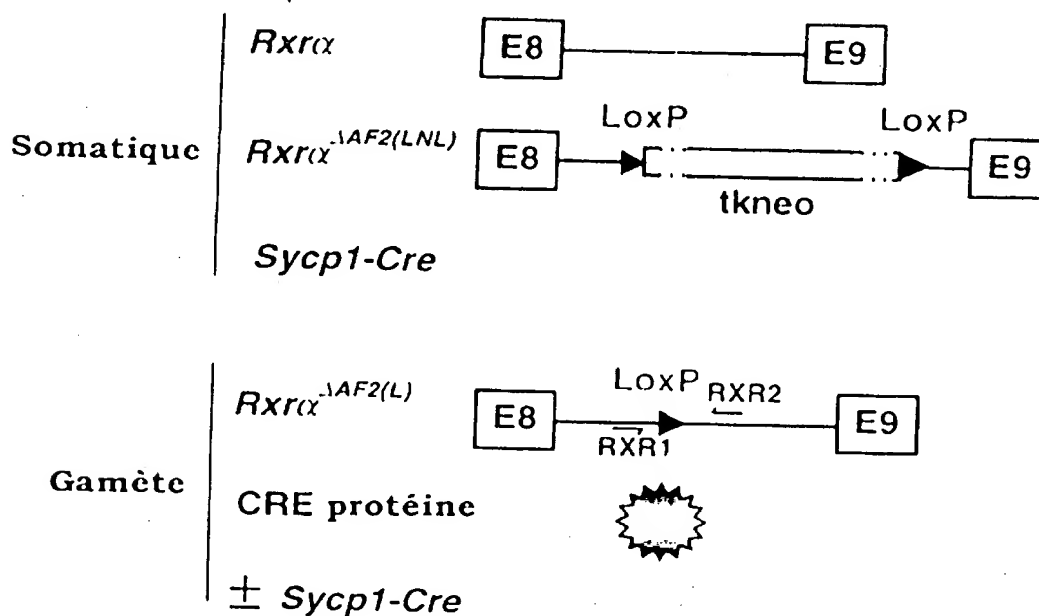 Rxrα E8 E9
LoxP LoxP
Somatique Rxrα ΔAF2(LNL) E8 E9
tkneo
Sycp1-Cre
Rxrα ΔAF2(L) E8 LoxP RXR2 E9
RXR1
Gamète
CRE protéine
± Sycp1-Cre